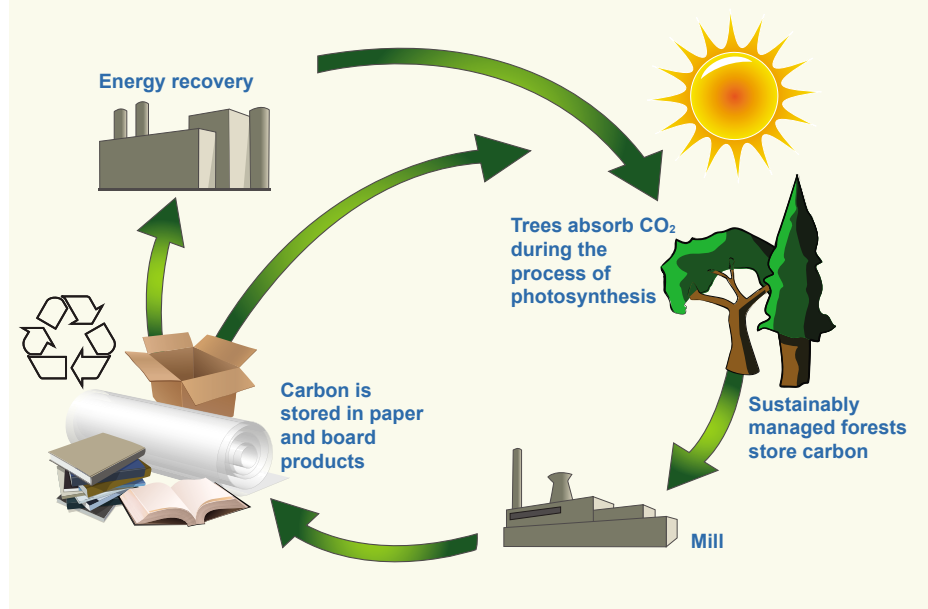 Energy recovery
Trees absorb CO₂
during the
process of
photosynthesis
Carbon is
stored in paper
and board
products
Sustainably
managed forests
store carbon
Mill